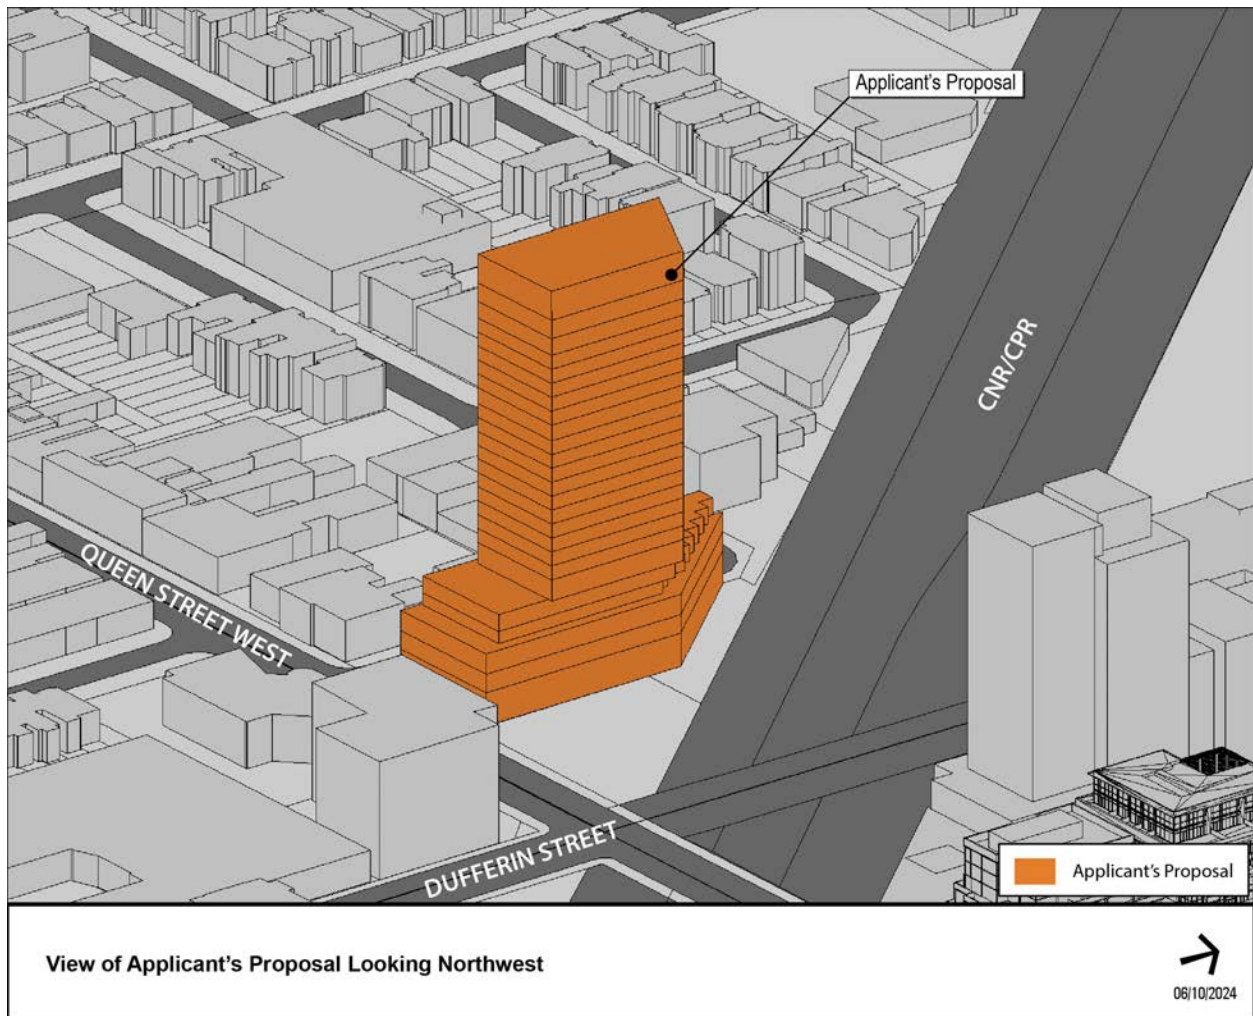 Applicant's Proposal
CNR/CPR
QUEEN STREET WEST
DUFFERIN STREET
Applicant's Proposal
View of Applicant's Proposal Looking Northwest
06/10/2024